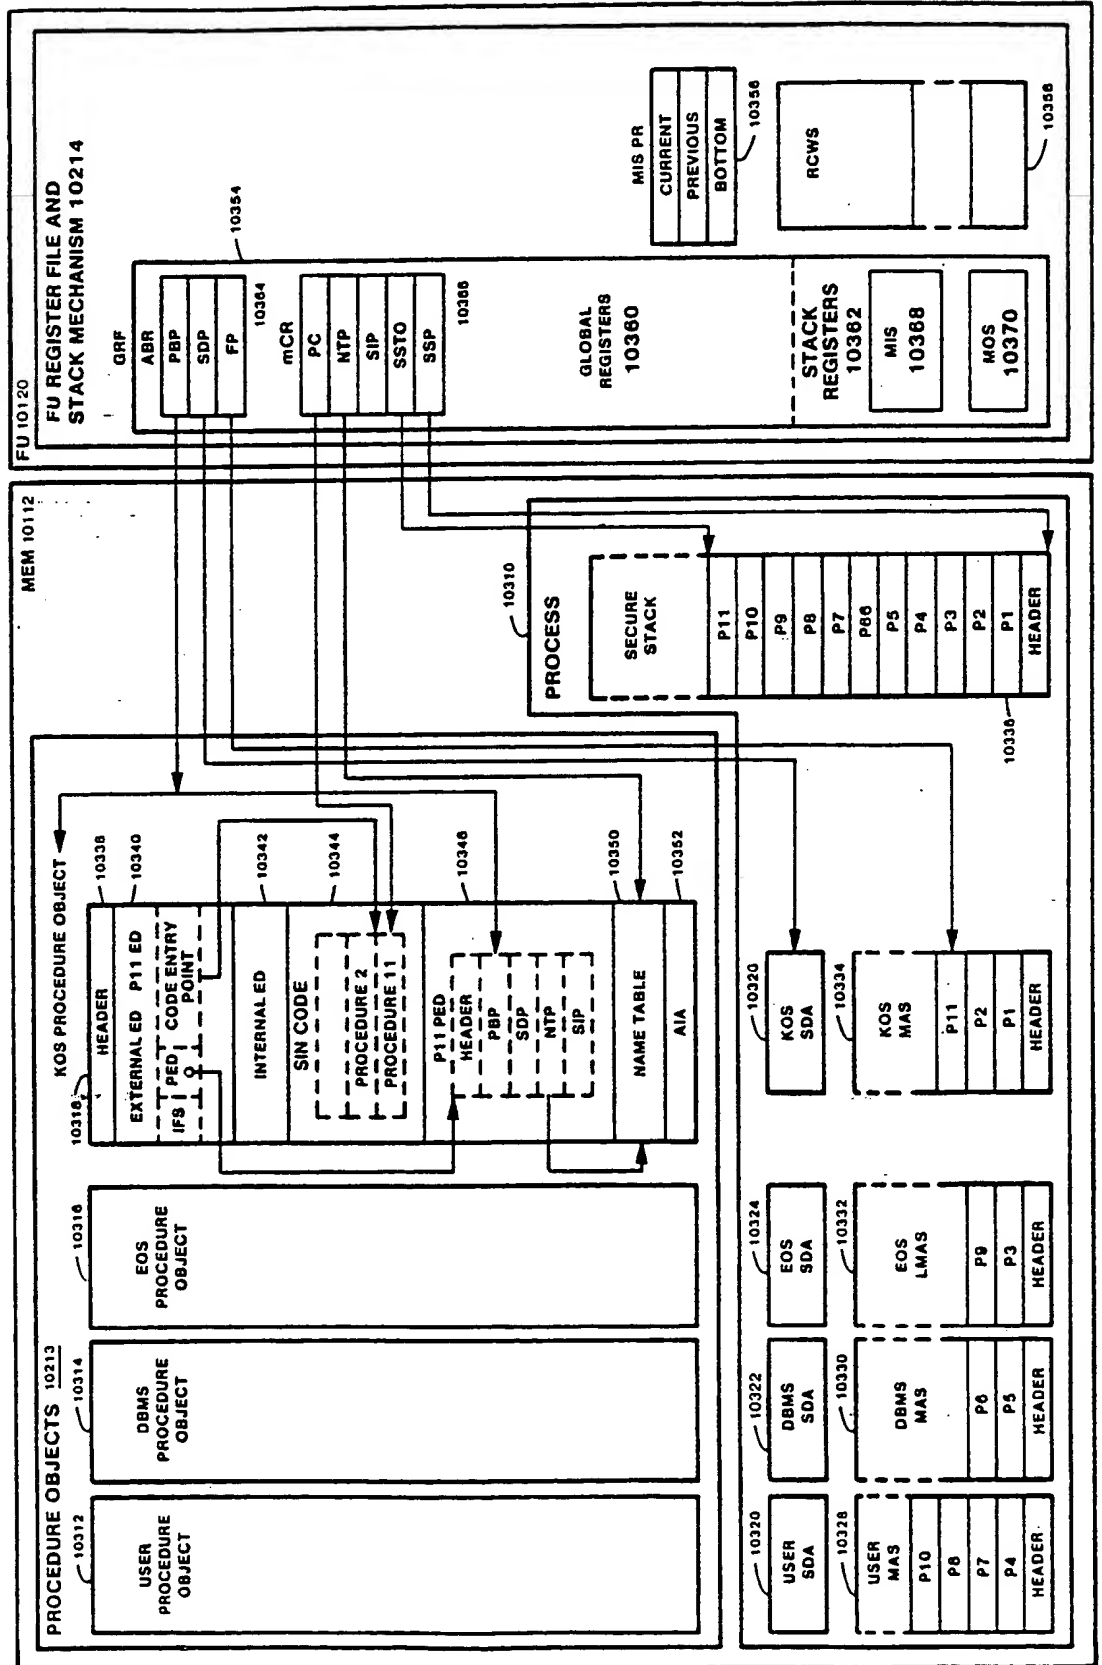 PROCEDURE OBJECTS 10213
MEM 10112
10312
USER
PROCEDURE
OBJECT
10314
DBMS
PROCEDURE
OBJECT
10316
EOS
PROCEDURE
OBJECT
KOS PROCEDURE OBJECT
10318
HEADER
10338
EXTERNAL ED P11 ED
10340
IFS PED CODE ENTRY
POINT
INTERNAL ED
10342
SIN CODE
10344
PROCEDURE 2
PROCEDURE 11
P11 PED
10346
HEADER
PBP
SDP
NTP
SIP
NAME TABLE
10350
AIA
10352
10310
PROCESS
SECURE
STACK
P11
P10
P9
P8
P7
P86
P5
P4
P3
P2
P1
HEADER
10336
10320
USER
SDA
10322
DBMS
SDA
10324
EOS
SDA
10320
KOS
SDA
10328
USER
MAS
P10
P8
P7
P4
HEADER
10330
DBMS
MAS
P6
P5
HEADER
10332
EOS
LMAS
P9
P3
HEADER
10334
KOS
MAS
P11
P2
P1
HEADER
FU 10120
FU REGISTER FILE AND
STACK MECHANISM 10214
GRF
10354
ABR
PBP
SDP
FP
10364
mCR
PC
NTP
SIP
SSTO
SSP
10366
GLOBAL
REGISTERS
10360
STACK
REGISTERS
10362
MIS
10368
MOS
10370
MIS PR
CURRENT
PREVIOUS
BOTTOM
10356
RCWS
10358